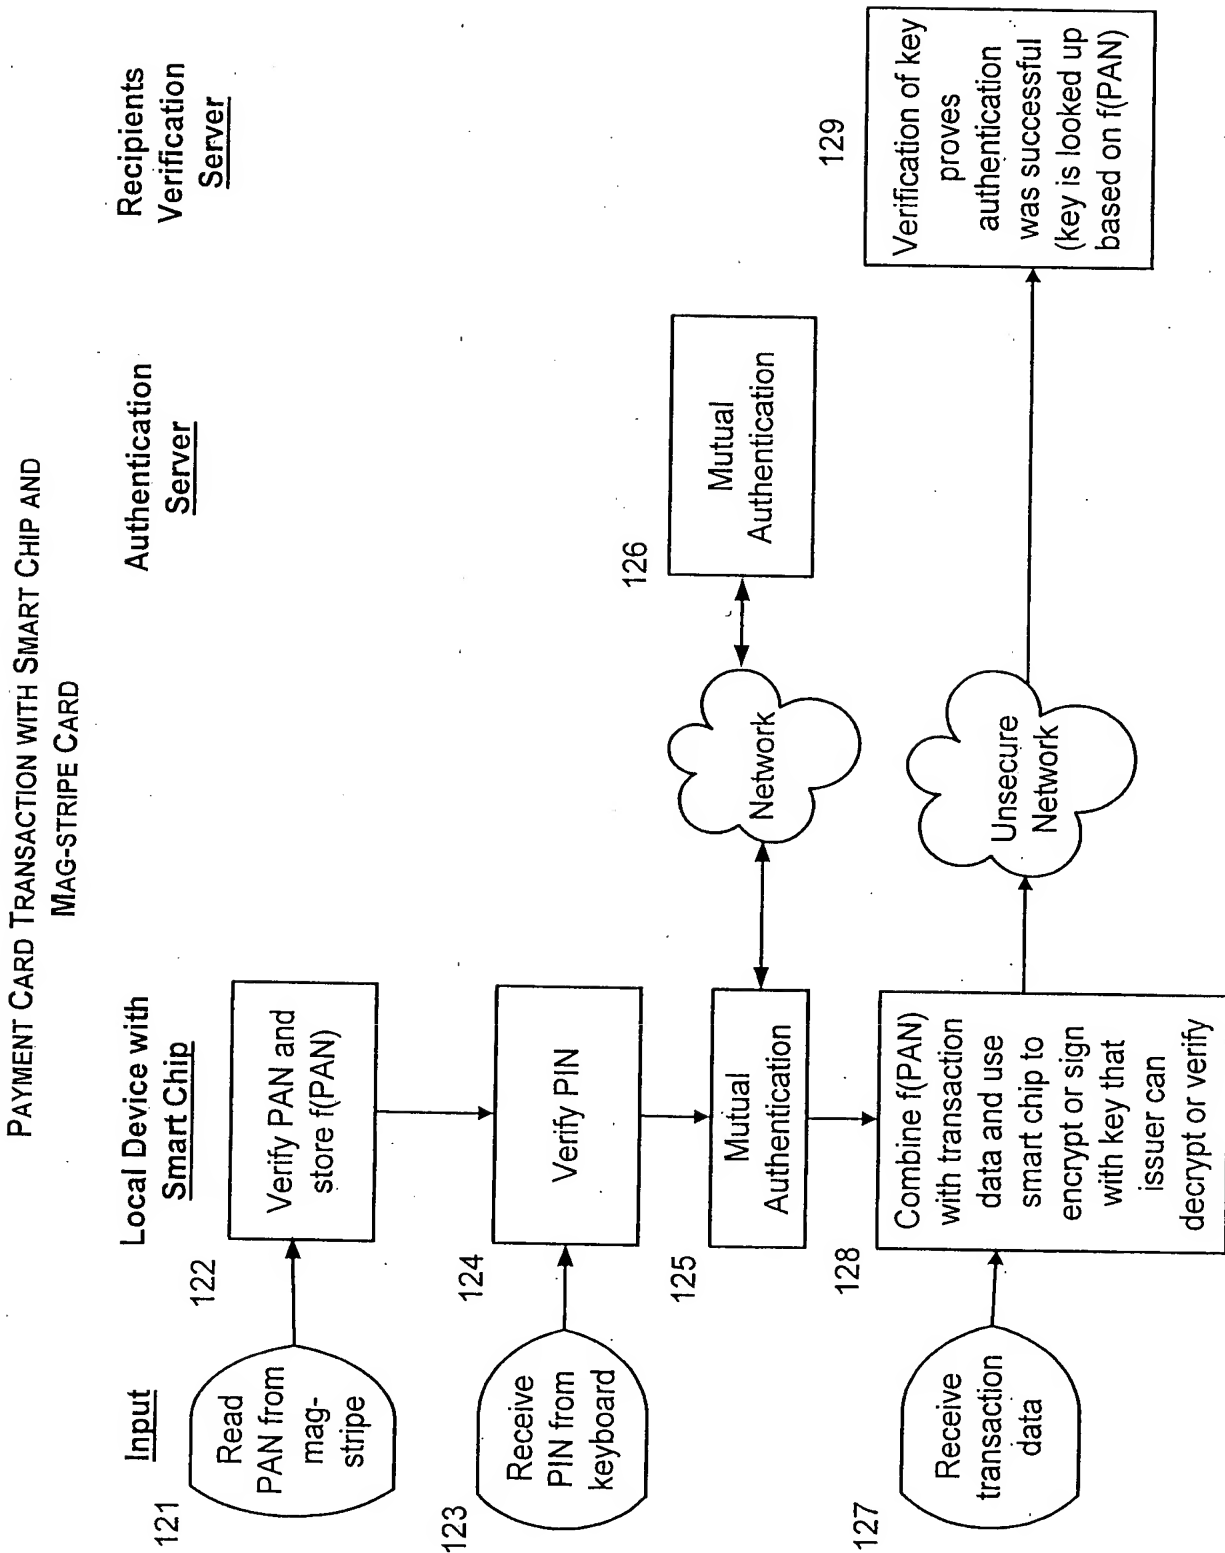 PAYMENT CARD TRANSACTION WITH SMART CHIP AND
MAG-STRIPE CARD
Input
Local Device with
Smart Chip
Authentication
Server
Recipients
Verification
Server
121
Read
PAN from
mag-
stripe
122
Verify PAN and
store f(PAN)
123
Receive
PIN from
keyboard
124
Verify PIN
125
Mutual
Authentication
Network
126
Mutual
Authentication
127
Receive
transaction
data
128
Combine f(PAN)
with transaction
data and use
smart chip to
encrypt or sign
with key that
issuer can
decrypt or verify
Unsecure
Network
129
Verification of key
proves
authentication
was successful
(key is looked up
based on f(PAN)